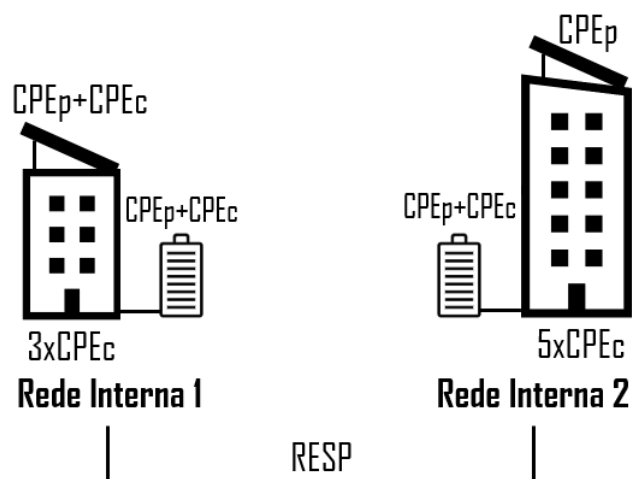 CPEp
CPEp+CPEc
CPEp+CPEc
CPEp+CPEc
3xCPEc
5xCPEc
Rede Interna 1
Rede Interna 2
RESP